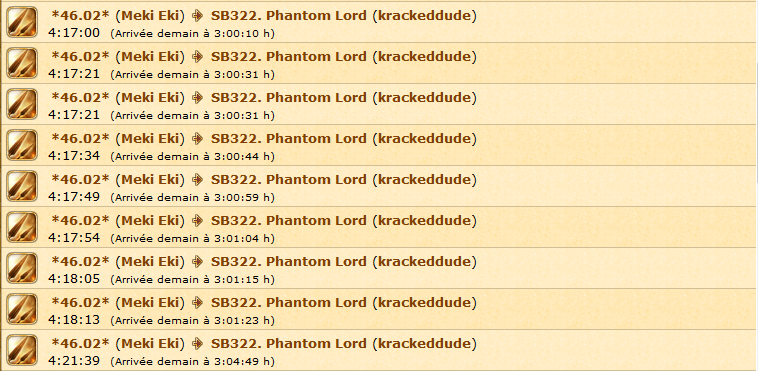 *46.02* (Meki Eki) SB322. Phantom Lord (krackeddude)
4:17:00 (Arrivée demain à 3:00:10 h)
*46.02* (Meki Eki) SB322. Phantom Lord (krackeddude)
4:17:21 (Arrivée demain à 3:00:31 h)
*46.02* (Meki Eki) SB322. Phantom Lord (krackeddude)
4:17:21 (Arrivée demain à 3:00:31 h)
*46.02* (Meki Eki) SB322. Phantom Lord (krackeddude)
4:17:34 (Arrivée demain à 3:00:44 h)
*46.02* (Meki Eki) SB322. Phantom Lord (krackeddude)
4:17:49 (Arrivée demain à 3:00:59 h)
*46.02* (Meki Eki) SB322. Phantom Lord (krackeddude)
4:17:54 (Arrivée demain à 3:01:04 h)
*46.02* (Meki Eki) SB322. Phantom Lord (krackeddude)
4:18:05 (Arrivée demain à 3:01:15 h)
*46.02* (Meki Eki) SB322. Phantom Lord (krackeddude)
4:18:13 (Arrivée demain à 3:01:23 h)
*46.02* (Meki Eki) SB322. Phantom Lord (krackeddude)
4:21:39 (Arrivée demain à 3:04:49 h)